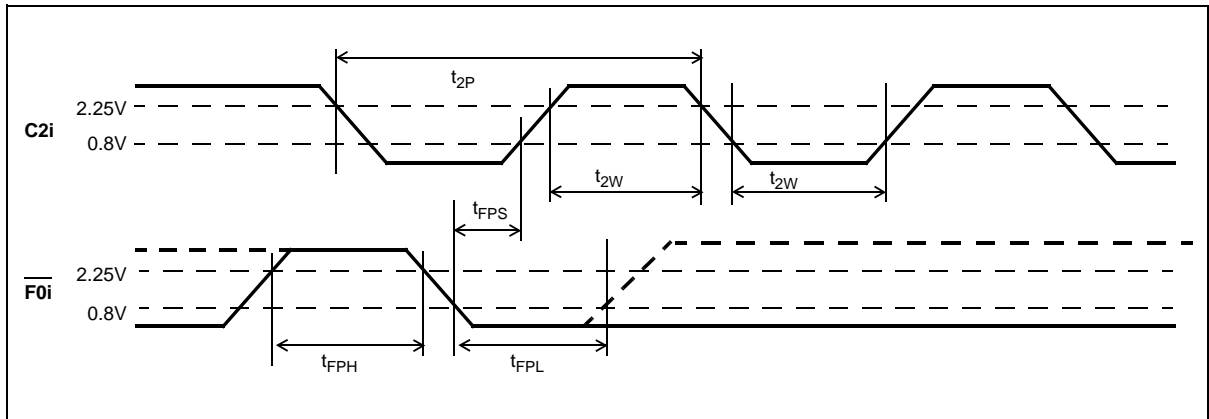 t2P
2.25V
C2i
0.8V
t2W
t2W
tFPS
2.25V
F0i
0.8V
tFPH
tFPL